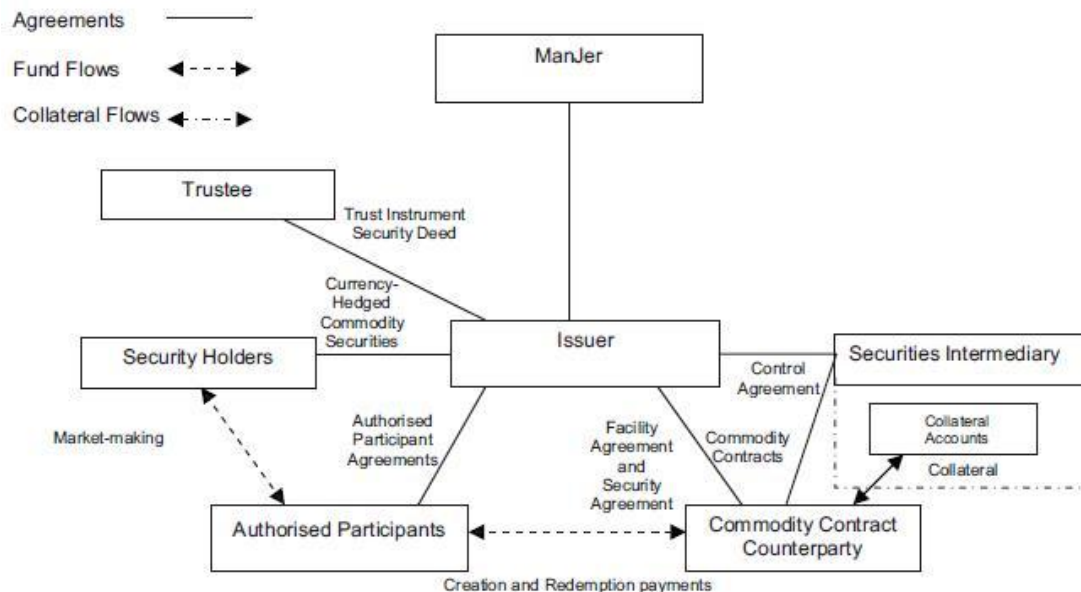 Agreements
Fund Flows
Collateral Flows
ManJer
Trustee
Trust Instrument
Security Deed
Currency-
Hedged
Commodity
Securities
Issuer
Security Holders
Securities Intermediary
Control
Agreement
Collateral
Accounts
Collateral
Market-making
Authorised
Participant
Agreements
Facility
Agreement
and
Security
Agreement
Commodity
Contracts
Authorised Participants
Commodity Contract
Counterparty
Creation and Redemption payments